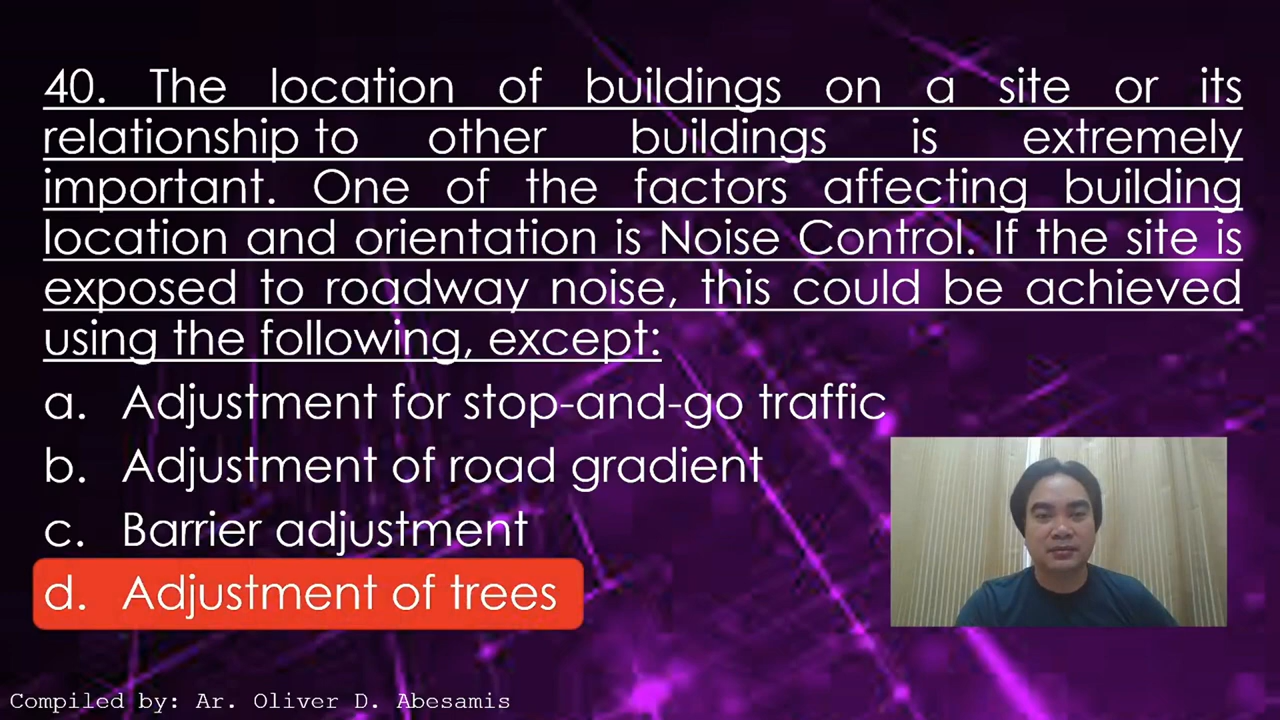 40. The location of buildings on a site or its
relationship to other buildings is extremely
important. One of the factors affecting building
location and orientation is Noise Control. If the site is
exposed to roadway noise, this could be achieved
using the following, except:
a. Adjustment for stop-and-go traffic
b. Adjustment of road gradient
c. Barrier adjustment
d. Adjustment of trees
Compiled by: Ar. Oliver D. Abesamis